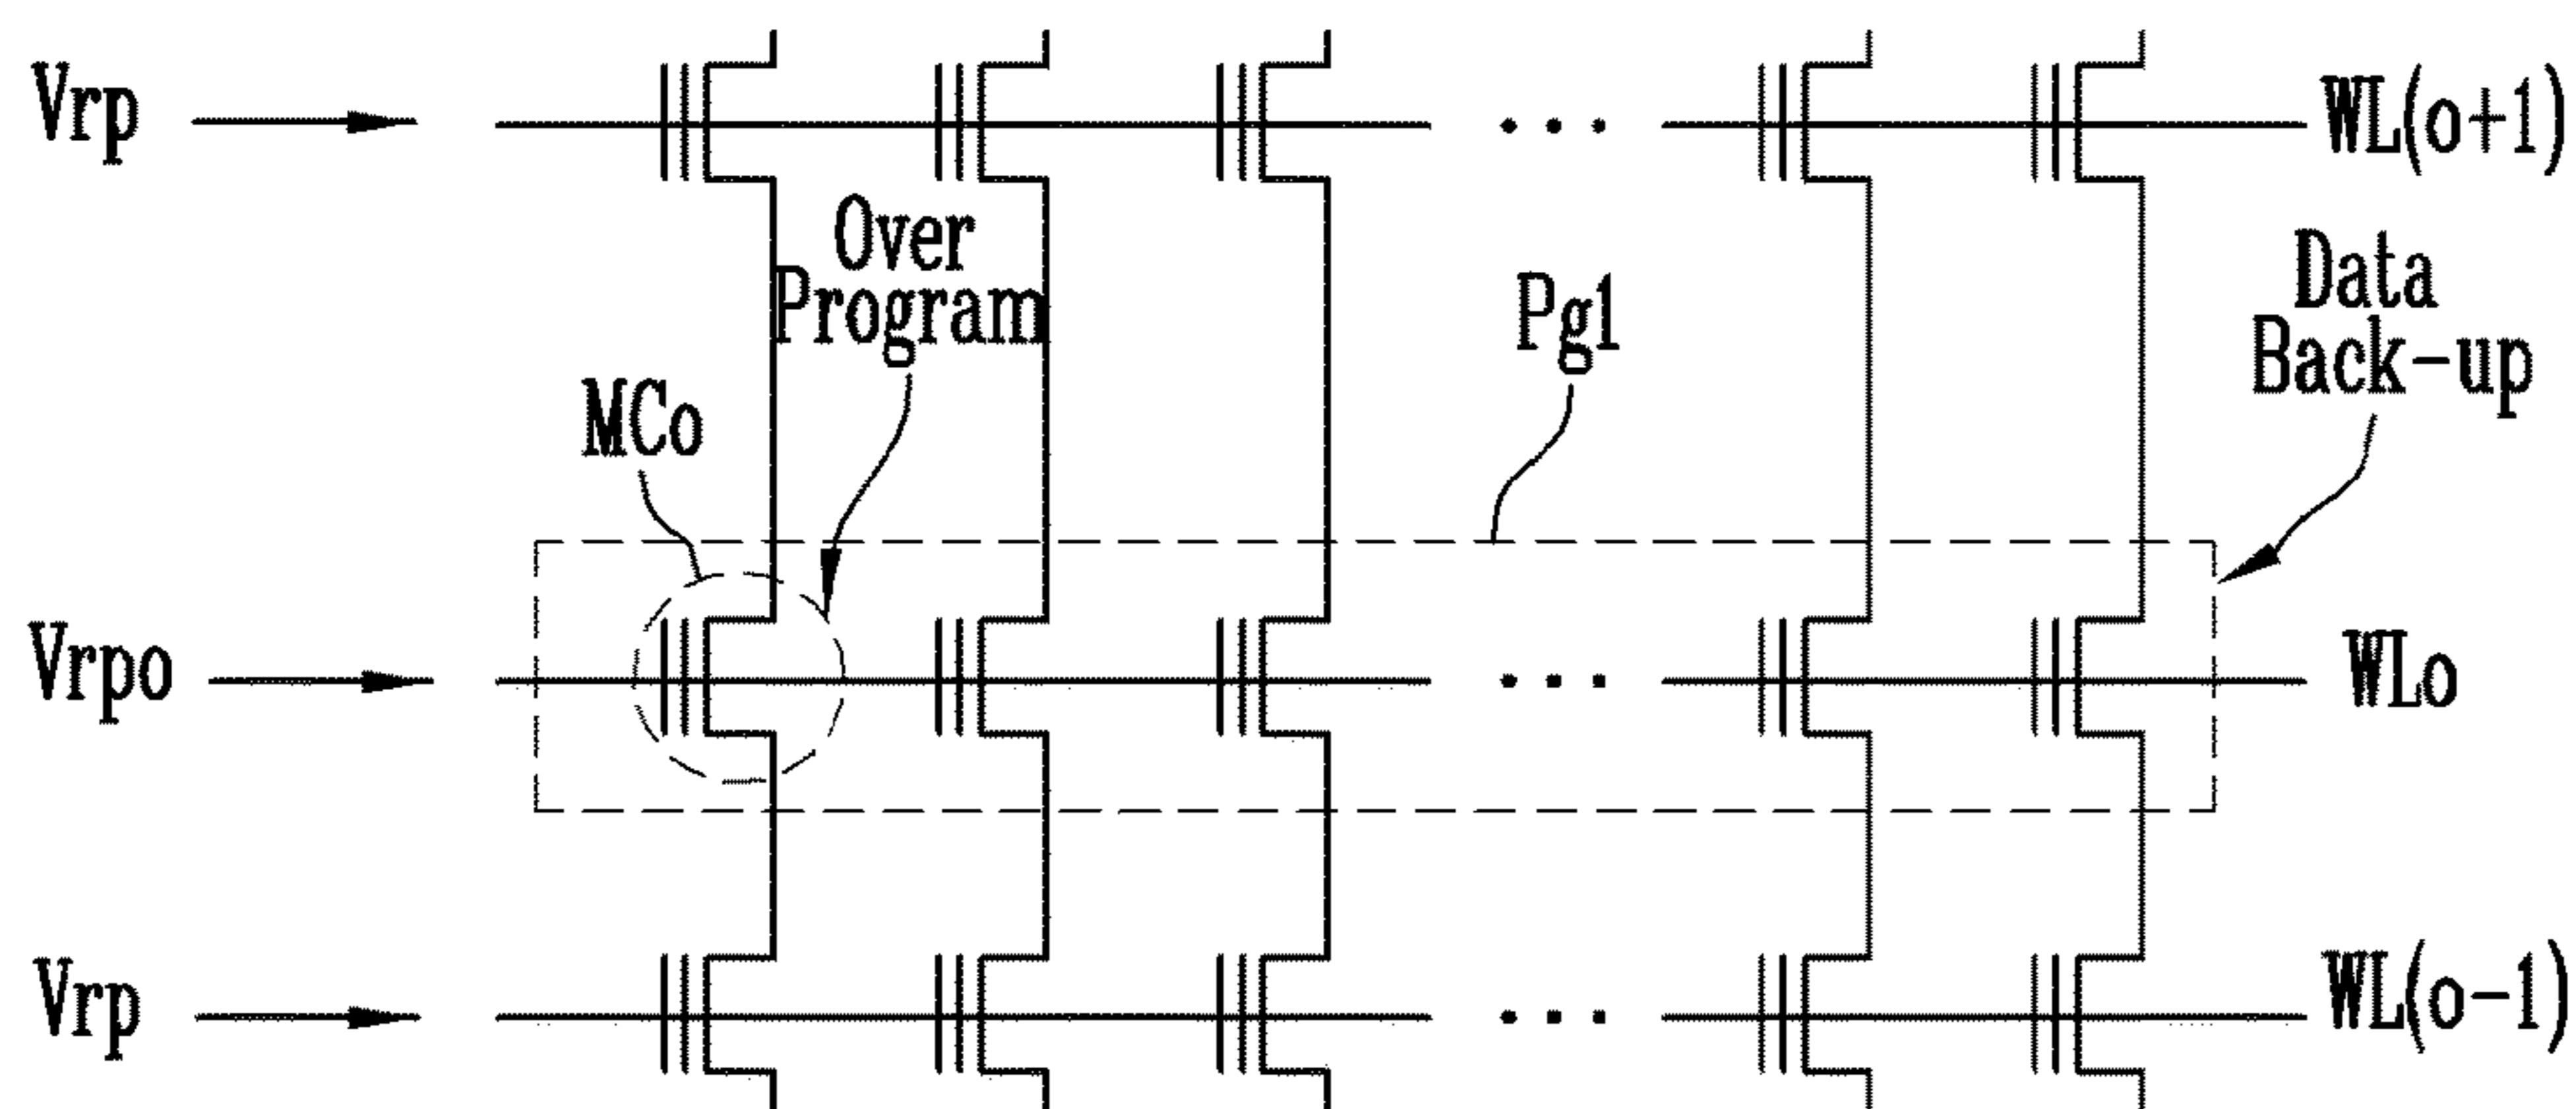 Vrp
WL(o+1)
Over
Program
Data
Back-up
Pg1
MCo
Vrpo
WLo
Vrp
WL(o-1)